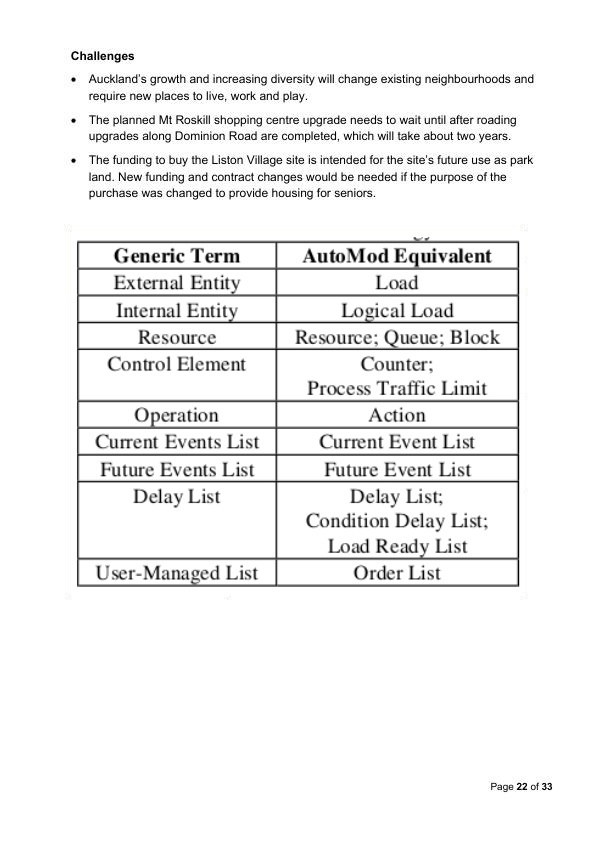 Challenges
• Auckland's growth and increasing diversity will change existing neighbourhoods and
require new places to live, work and play.
• The planned Mt Roskill shopping centre upgrade needs to wait until after roading
upgrades along Dominion Road are completed, which will take about two years.
• The funding to buy the Liston Village site is intended for the site's future use as park
land. New funding and contract changes would be needed if the purpose of the
purchase was changed to provide housing for seniors.
Generic Term AutoMod Equivalent
External Entity Load
Internal Entity Logical Load
Resource Resource; Queue; Block
Control Element Counter;
Process Traffic Limit
Operation Action
Current Events List Current Event List
Future Events List Future Event List
Delay List Delay List;
Condition Delay List;
Load Ready List
User-Managed List Order List
Page 22 of 33